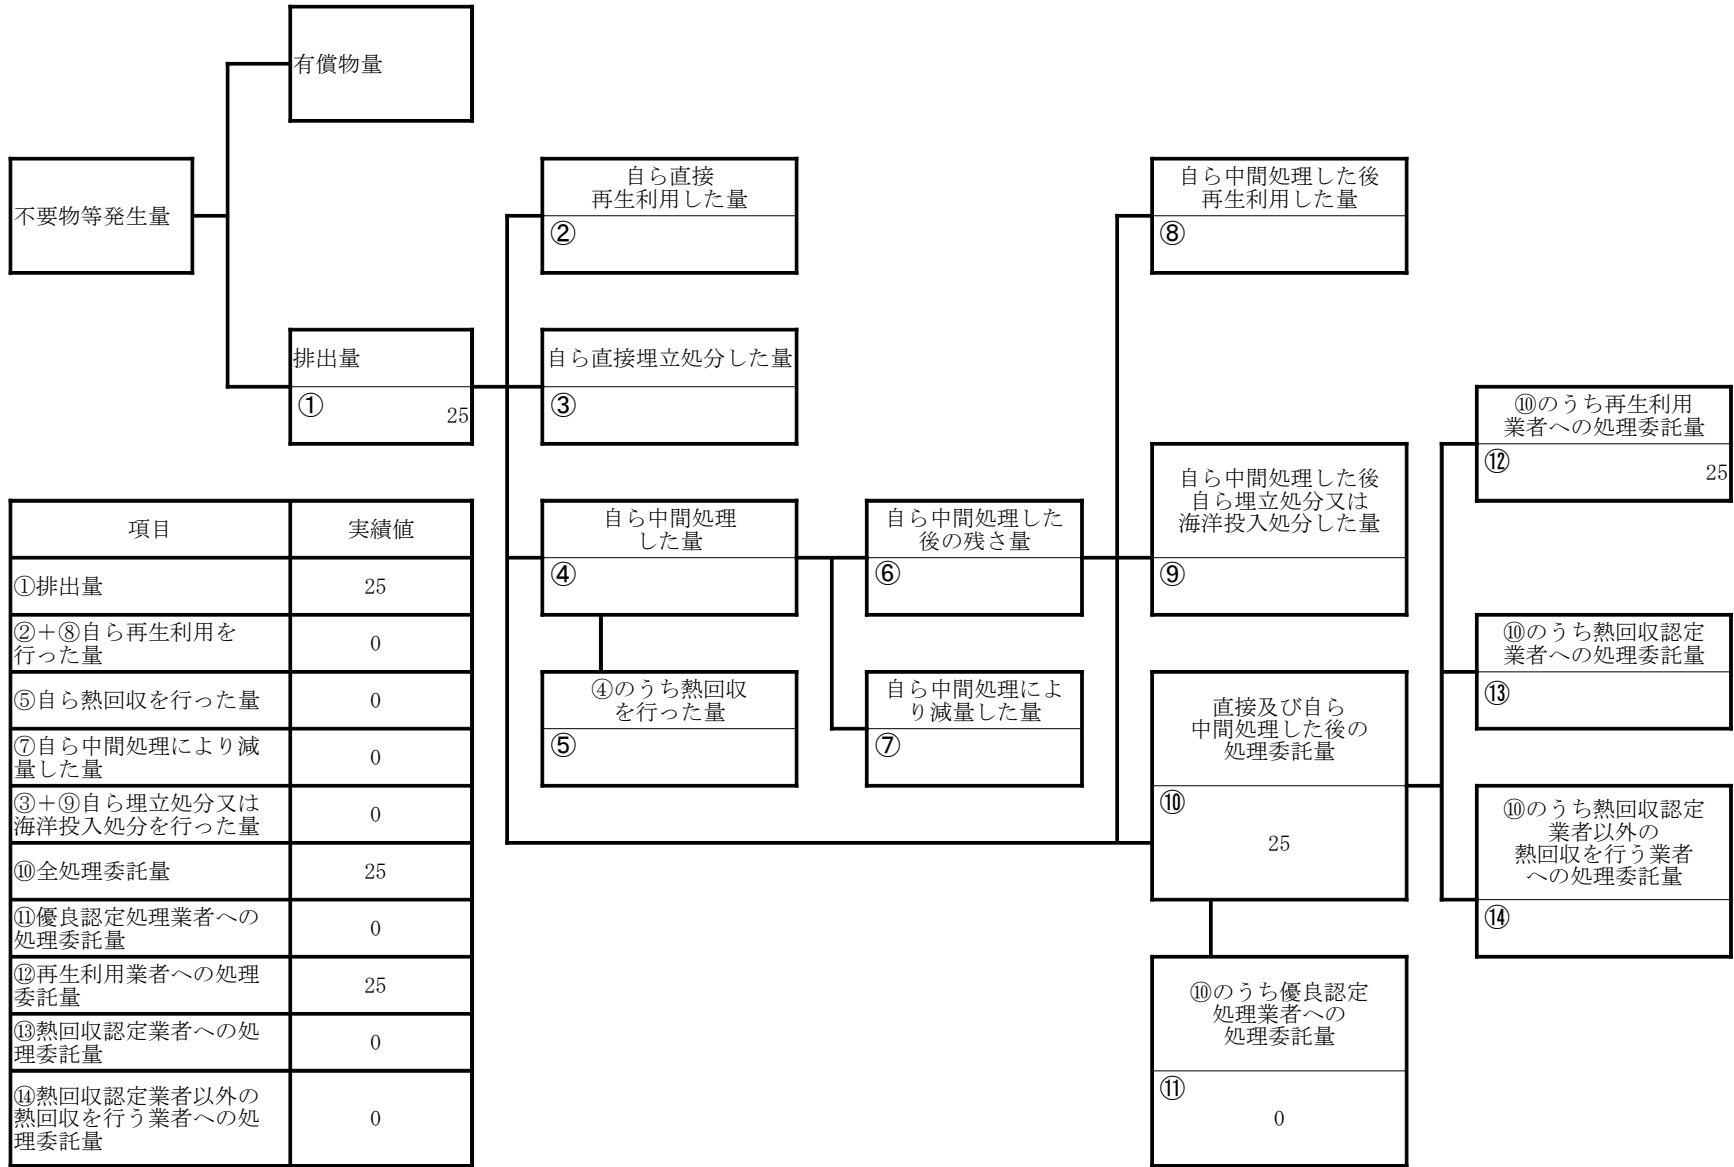 有償物量
不要物等発生量
排出量
①
25
自ら直接
再生利用した量
②
自ら直接埋立処分した量
③
自ら中間処理
した量
④
④のうち熱回収
を行った量
⑤
自ら中間処理した
後の残さ量
⑥
自ら中間処理によ
り減量した量
⑦
自ら中間処理した後
再生利用した量
⑧
自ら中間処理した後
自ら埋立処分又は
海洋投入処分した量
⑨
直接及び自ら
中間処理した後の
処理委託量
⑩
25
⑩のうち優良認定
処理業者への
処理委託量
⑪
0
⑩のうち再生利用
業者への処理委託量
⑫
25
⑩のうち熱回収認定
業者への処理委託量
⑬
⑩のうち熱回収認定
業者以外の
熱回収を行う業者
への処理委託量
⑭
項目 実績値
①排出量 25
②+⑧自ら再生利用を
行った量 0
⑤自ら熱回収を行った量 0
⑦自ら中間処理により減
量した量 0
③+⑨自ら埋立処分又は
海洋投入処分を行った量 0
⑩全処理委託量 25
⑪優良認定処理業者への
処理委託量 0
⑫再生利用業者への処理
委託量 25
⑬熱回収認定業者への処
理委託量 0
⑭熱回収認定業者以外の
熱回収を行う業者への処
理委託量 0